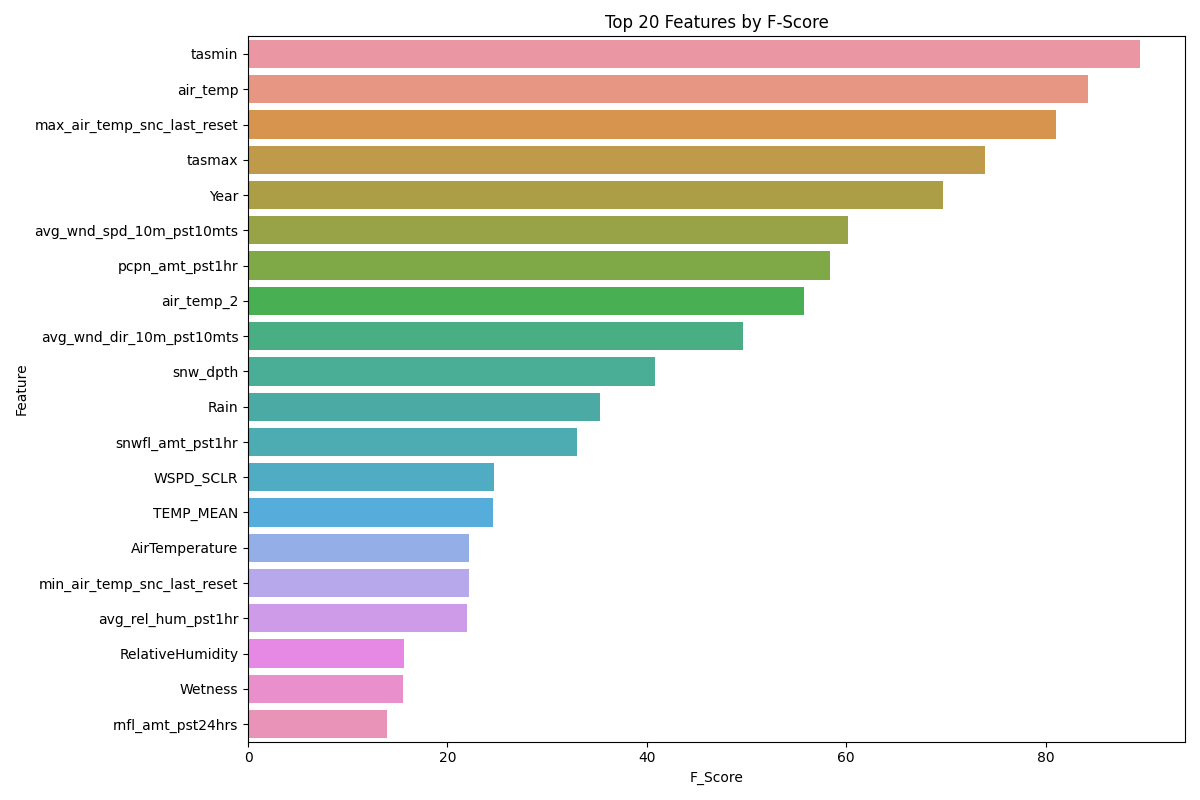 Top 20 Features by F-Score
Feature
tasmin
air_temp
max_air_temp_snc_last_reset
tasmax
Year
avg_wnd_spd_10m_pst10mts
pcpn_amt_pst1hr
air_temp_2
avg_wnd_dir_10m_pst10mts
snw_dpth
Rain
snwfl_amt_pst1hr
WSPD_SCLR
TEMP_MEAN
AirTemperature
min_air_temp_snc_last_reset
avg_rel_hum_pst1hr
RelativeHumidity
Wetness
rnfl_amt_pst24hrs
0 20 40 60 80
F_Score